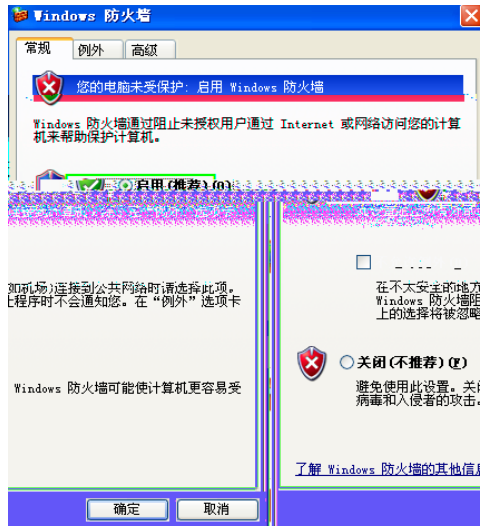 Windows 防火墙
常规
例外
高级
您的电脑未受保护: 启用 Windows 防火墙
Windows 防火墙通过阻止未授权用户通过 Internet 或网络访问您的计算
机来帮助保护计算机。
启用(推荐)(O)
机场)连接到公共网络时请选择此项。
程序时不会通知您。在“例外”选项卡
Windows 防火墙可能使计算机更容易受
确定
取消
在不太安全的地方
Windows 防火墙阻
上的选择将被忽略
关闭(不推荐)(F)
避免使用此设置。关
病毒和入侵者的攻击。
了解 Windows 防火墙的其他信息